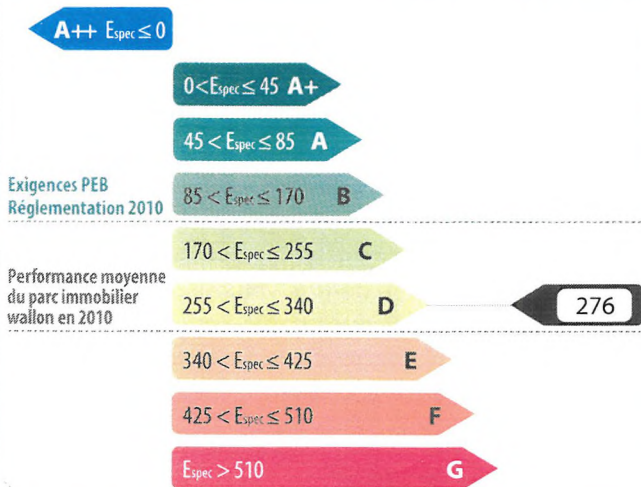 A++ Espec ≤ 0
0 < Espec ≤ 45 A+
45 < Espec ≤ 85 A
Exigences PEB
Réglementation 2010
85 < Espec ≤ 170 B
170 < Espec ≤ 255 C
Performance moyenne
du parc immobilier
wallon en 2010
255 < Espec ≤ 340 D
276
340 < Espec ≤ 425 E
425 < Espec ≤ 510 F
Espec > 510 G